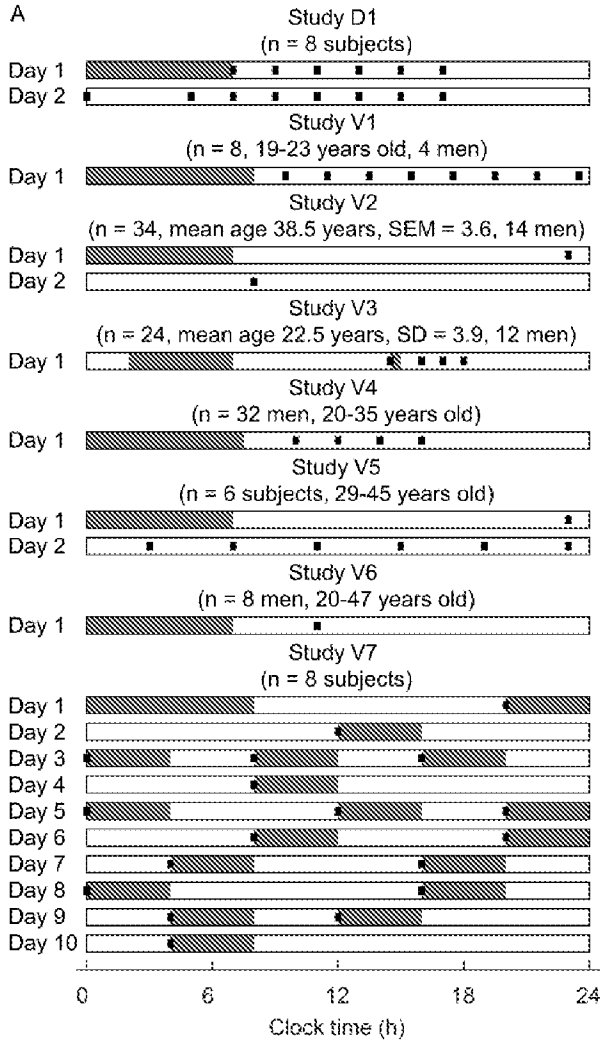 A
Study D1
(n = 8 subjects)
Day 1
Day 2
Study V1
(n = 8, 19-23 years old, 4 men)
Day 1
Study V2
(n = 34, mean age 38.5 years, SEM = 3.6, 14 men)
Day 1
Day 2
Study V3
(n = 24, mean age 22.5 years, SD = 3.9, 12 men)
Day 1
Study V4
(n = 32 men, 20-35 years old)
Day 1
Study V5
(n = 6 subjects, 29-45 years old)
Day 1
Day 2
Study V6
(n = 8 men, 20-47 years old)
Day 1
Study V7
(n = 8 subjects)
Day 1
Day 2
Day 3
Day 4
Day 5
Day 6
Day 7
Day 8
Day 9
Day 10
0 6 12 18 24
Clock time (h)